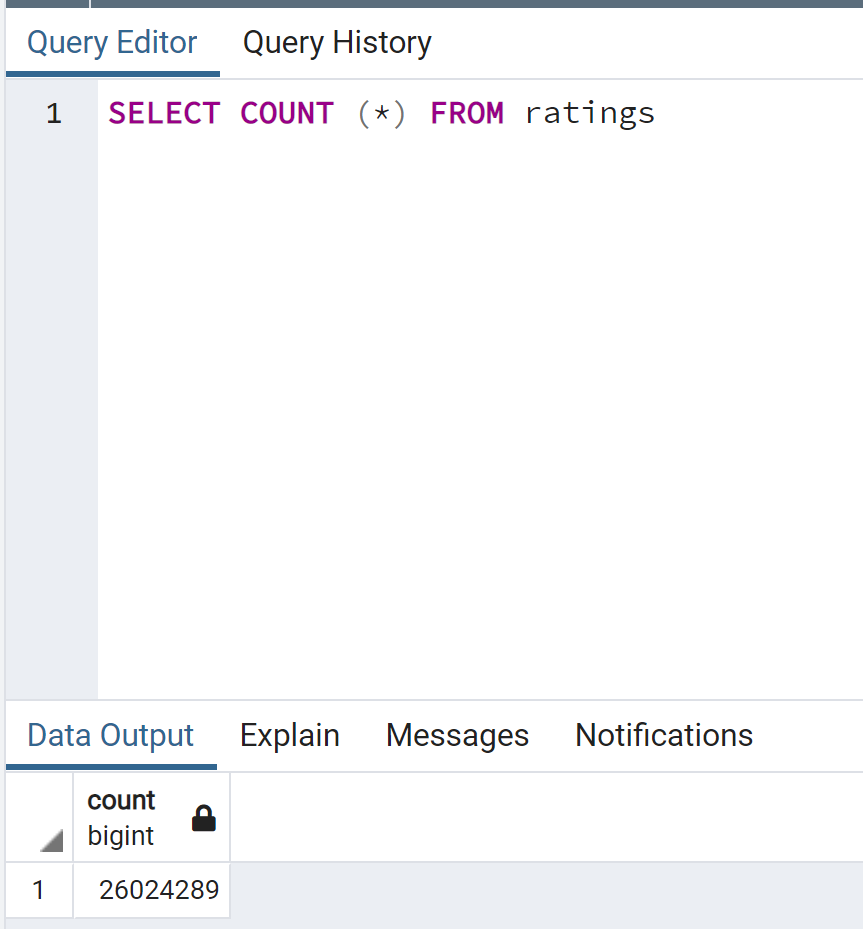 Query Editor Query History
1 SELECT COUNT (*) FROM ratings
Data Output Explain Messages Notifications
count
bigint
1 26024289